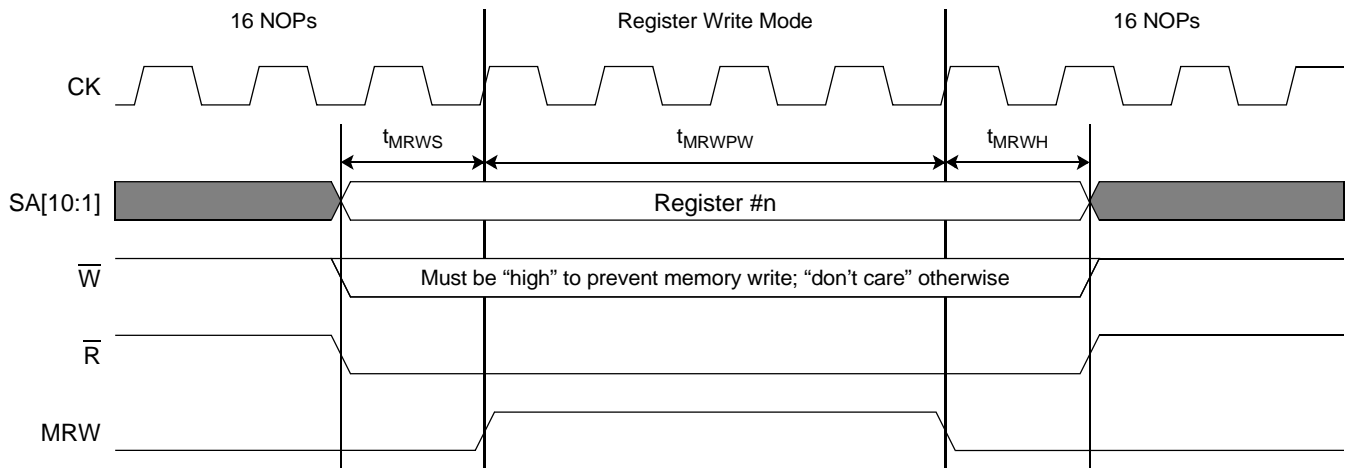 16 NOPs Register Write Mode 16 NOPs
CK
tMRWS tMRWPW tMRWH
SA[10:1] Register #n
W Must be “high” to prevent memory write; “don’t care” otherwise
R
MRW